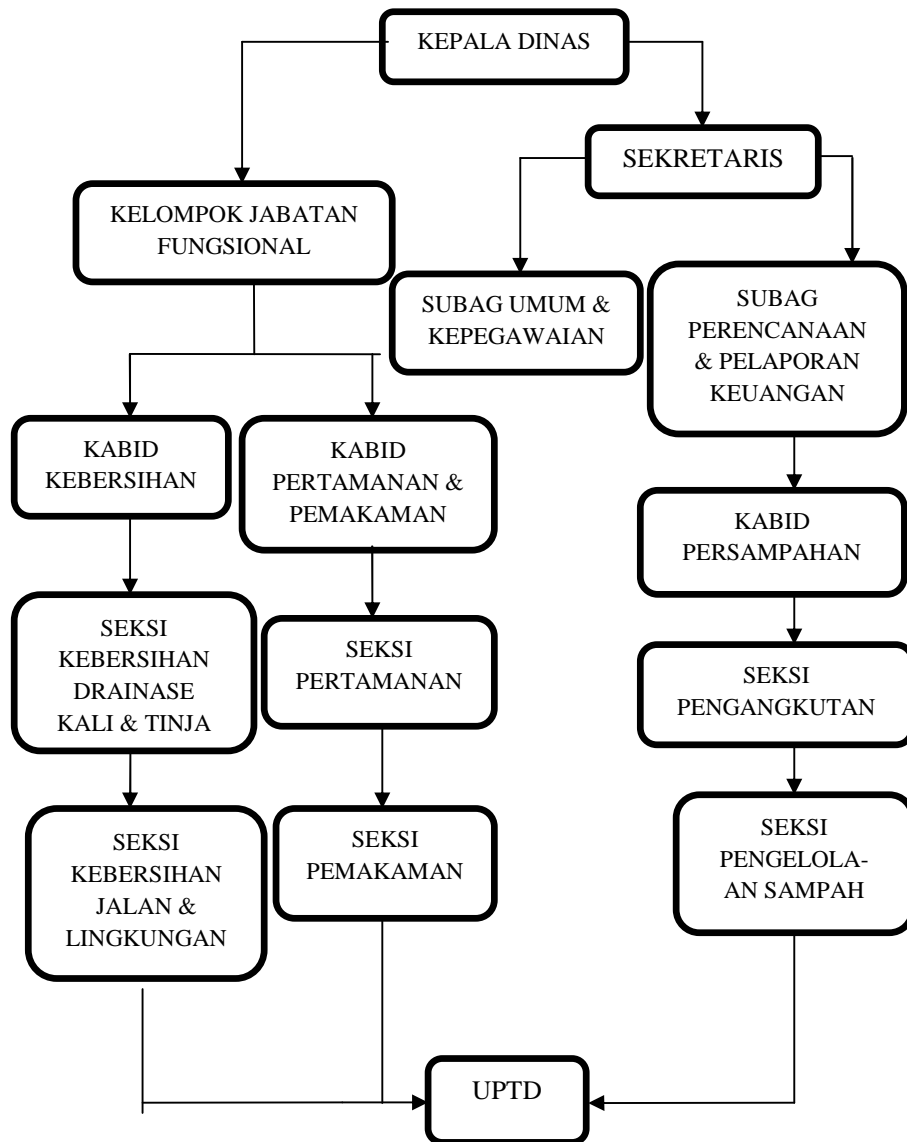 KEPALA DINAS
SEKRETARIS
KELOMPOK JABATAN
FUNGSIONAL
SUBAG UMUM &
KEPEGAWAIAN
SUBAG
PERENCANAAN
& PELAPORAN
KEUANGAN
KABID
KEBERSIHAN
KABID
PERTAMANAN &
PEMAKAMAN
KABID
PERSAMPAHAN
SEKSI
KEBERSIHAN
DRAINASE
KALI & TINJA
SEKSI
PERTAMANAN
SEKSI
PENGANGKUTAN
SEKSI
KEBERSIHAN
JALAN &
LINGKUNGAN
SEKSI
PEMAKAMAN
SEKSI
PENGELOLA-
AN SAMPAH
UPTD